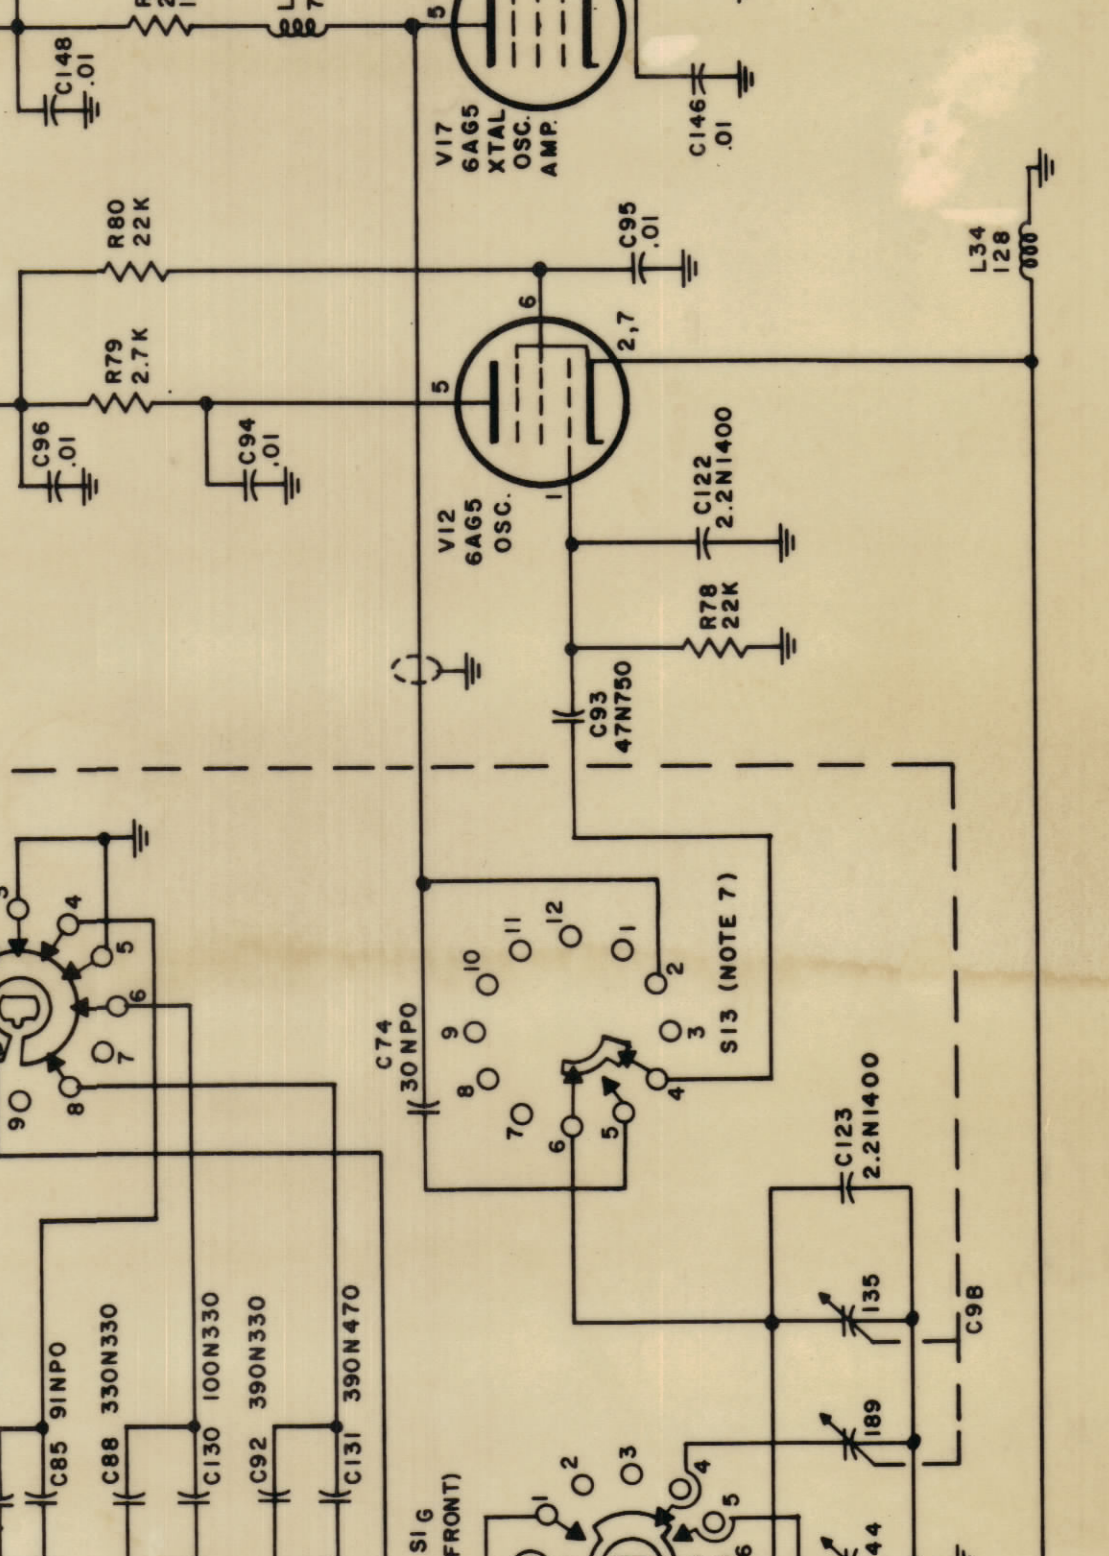 C148
.01
5
V17
6AG5
XTAL
OSC.
AMP.
C146
.01
R80
22K
C95
.01
6
2,7
L34
128
R79
2.7K
5
C96
.01
C94
.01
1
V12
6AG5
OSC.
C122
2.2N1400
R78
22K
C93
47N750
4
5
6
7
8
9
C74
30NPO
10
11
12
1
2
3
4
5
6
7
8
9
S13 (NOTE 7)
C123
2.2N1400
135
C9B
189
C85 91NPO
C88 330N330
C130 100N330
C92 390N330
C131 390N470
S1G
FRONT)
1
2
3
4
5
6
44